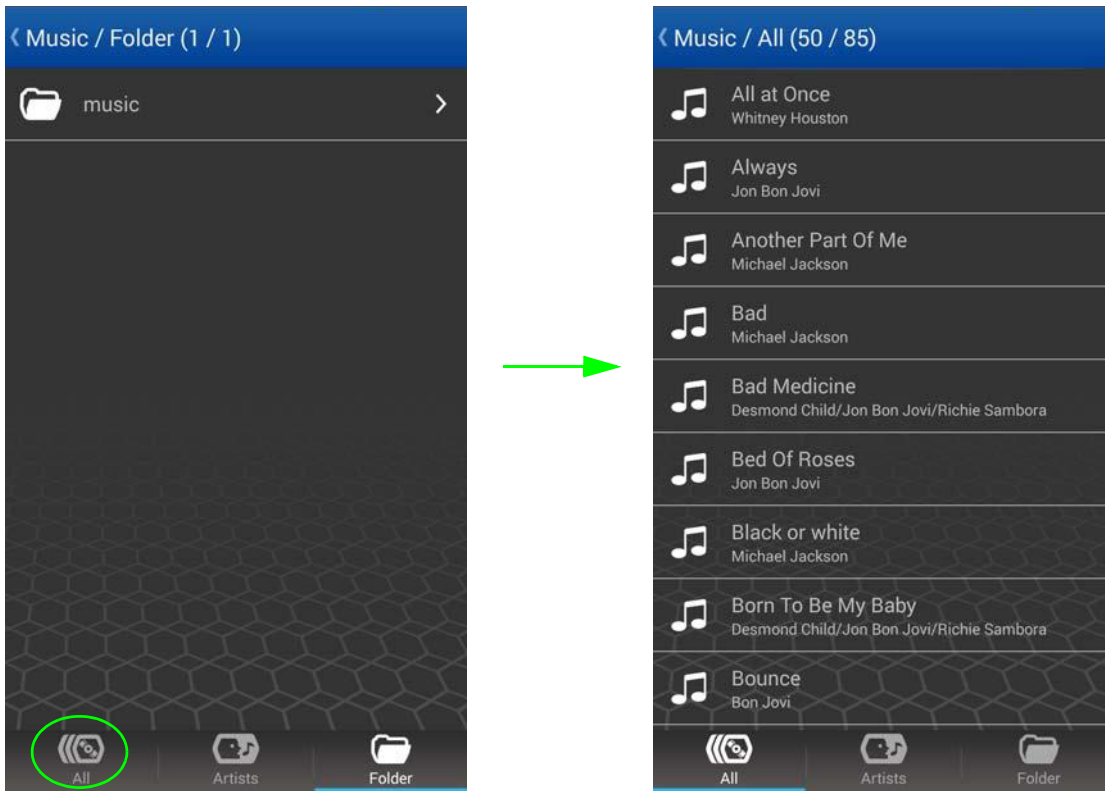 Music / Folder (1 / 1)
music
All
Artists
Folder
Music / All (50 / 85)
All at Once
Whitney Houston
Always
Jon Bon Jovi
Another Part Of Me
Michael Jackson
Bad
Michael Jackson
Bad Medicine
Desmond Child/Jon Bon Jovi/Richie Sambora
Bed Of Roses
Jon Bon Jovi
Black or white
Michael Jackson
Born To Be My Baby
Desmond Child/Jon Bon Jovi/Richie Sambora
Bounce
Bon Jovi
All
Artists
Folder